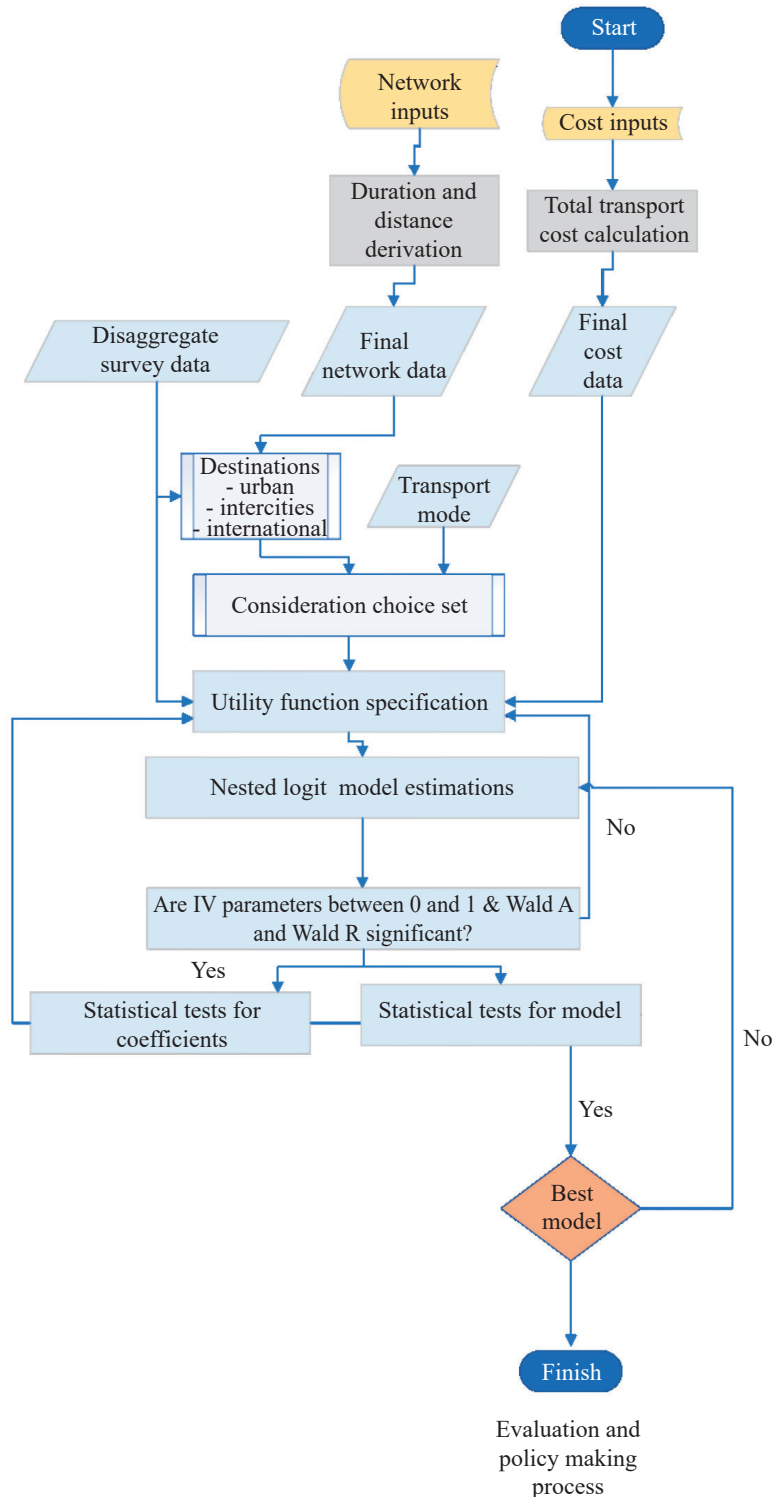 Start
Network
inputs
Cost inputs
Duration and
distance
derivation
Total transport
cost calculation
Disaggregate
survey data
Final
network data
Final
cost
data
Destinations
- urban
- intercities
- international
Transport
mode
Consideration choice set
Utility function specification
Nested logit model estimations
No
Are IV parameters between 0 and 1 & Wald A
and Wald R significant?
Yes
Statistical tests for
coefficients
Statistical tests for model
No
Yes
Best
model
Finish
Evaluation and
policy making
process